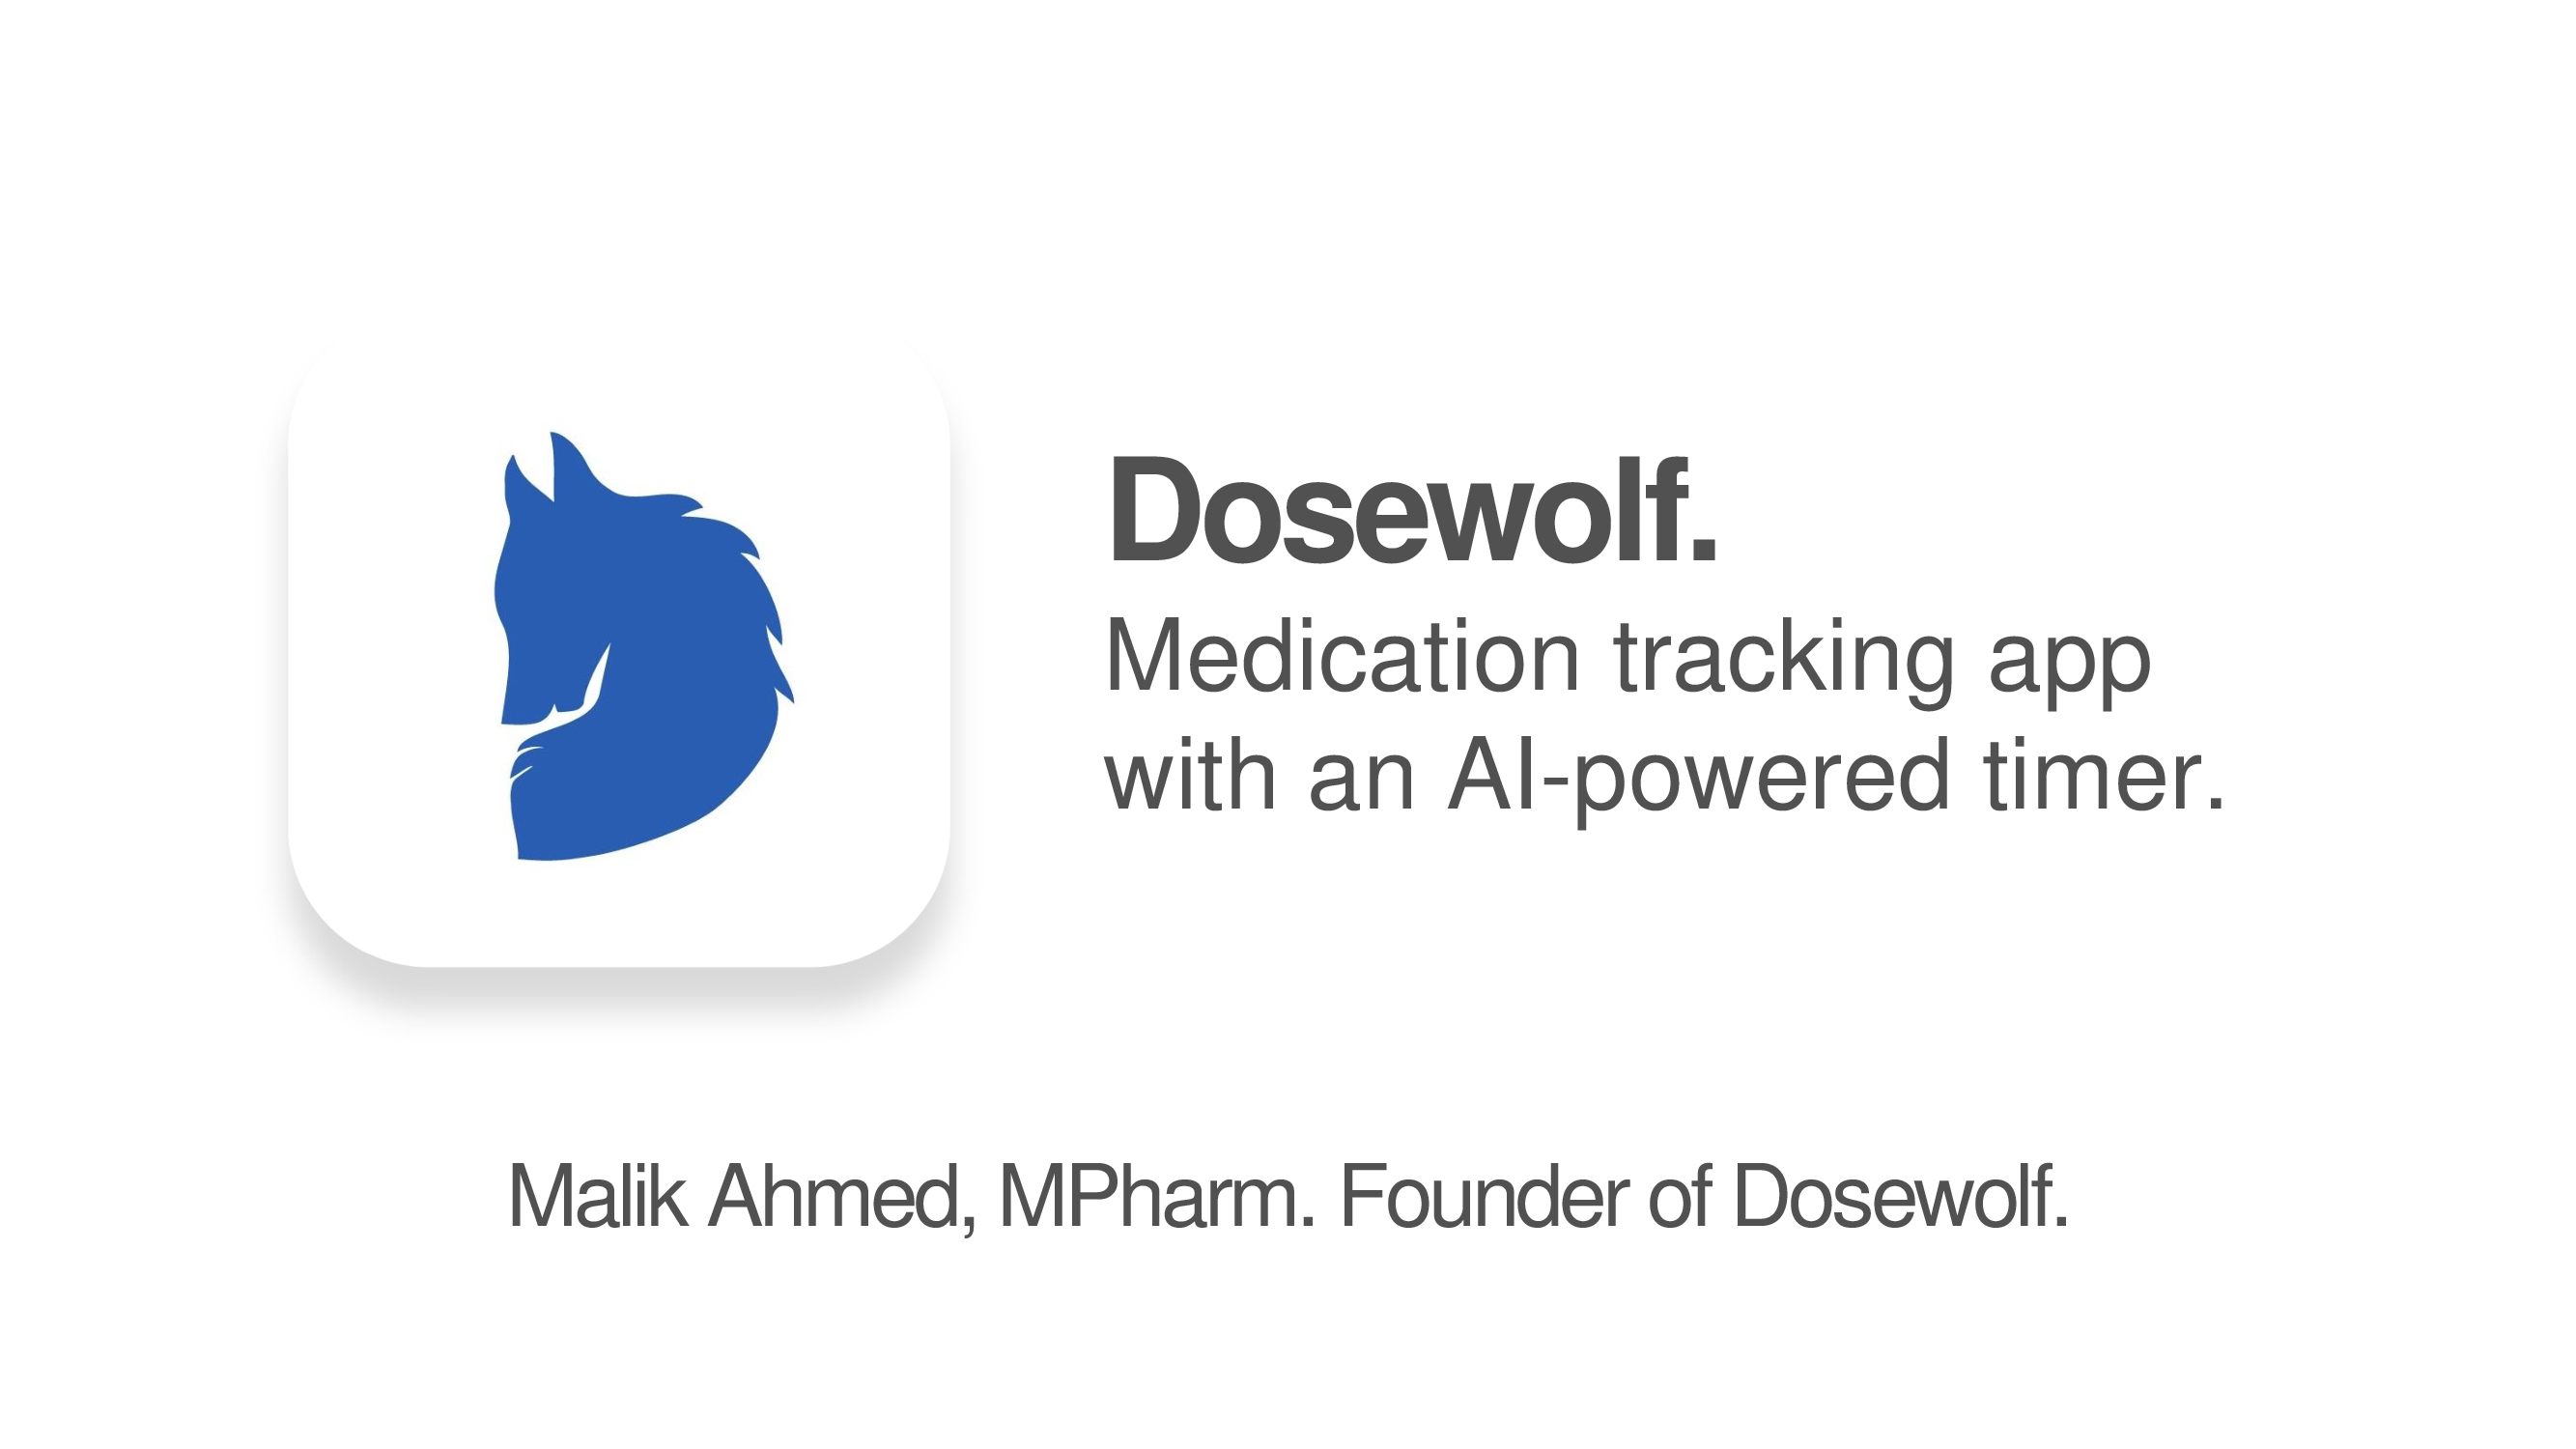 Dosewolf.
Medication tracking app
with an AI-powered timer.
Malik Ahmed, MPharm. Founder of Dosewolf.